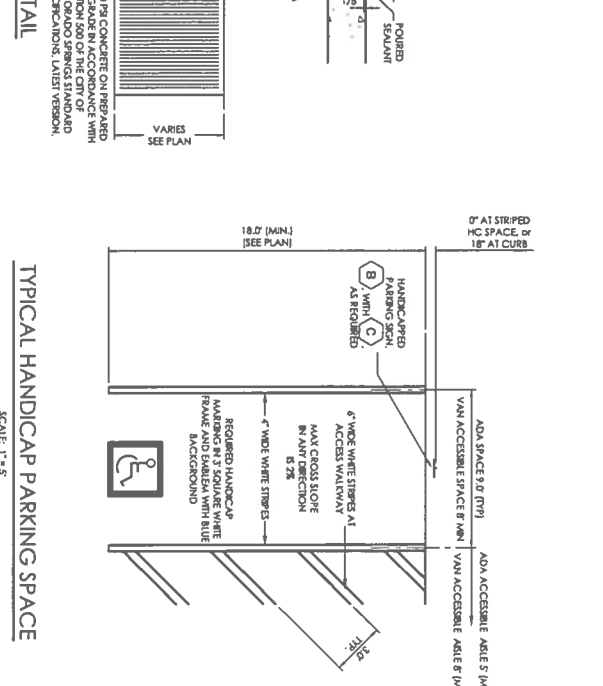 POURED
SEALANT
PSI CONCRETE ON PREPARED
GRADE IN ACCORDANCE WITH
TION 500 OF THE CITY OF
ORADO SPRINGS STANDARD
IFICATIONS, LATEST VERSION.
TAIL
VARIES
SEE PLAN
0" AT STRIPED
HC SPACE, or
18" AT CURB
18.0' (MIN.)
(SEE PLAN)
HANDICAPPED
PARKING SIGN,
B, WITH C
AS REQUIRED
ADA SPACE 9.0' (TYP)
VAN ACCESSIBLE SPACE 8' MIN
ADA ACCESSIBLE AISLE 5' (M
VAN ACCESSIBLE AISLE 8' (M
6" WIDE WHITE STRIPES AT
ACCESS WALKWAY
MAX CROSS SLOPE
IN ANY DIRECTION
IS 2%
4" WIDE WHITE STRIPES
REQUIRED HANDICAP
MARKING IN 3' SQUARE WHITE
FRAME AND EMBLEM WITH BLUE
BACKGROUND
3.0'
TYP.
TYPICAL HANDICAP PARKING SPACE
SCALE: 1" = 5'